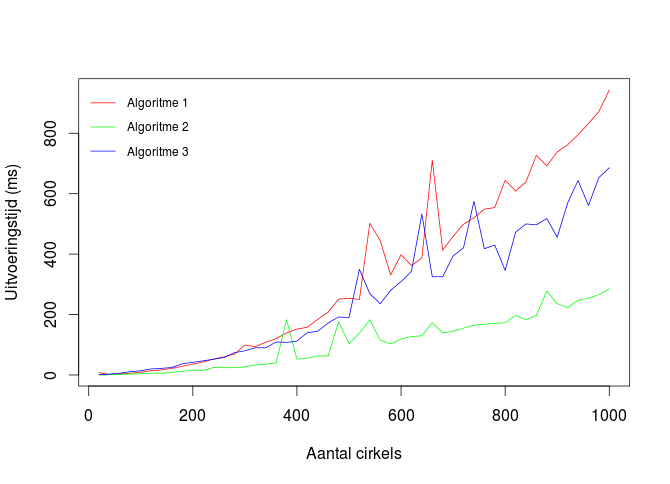 Algoritme 1
Algoritme 2
Algoritme 3
Uitvoeringstijd (ms)
800
600
400
200
0
0 200 400 600 800 1000
Aantal cirkels